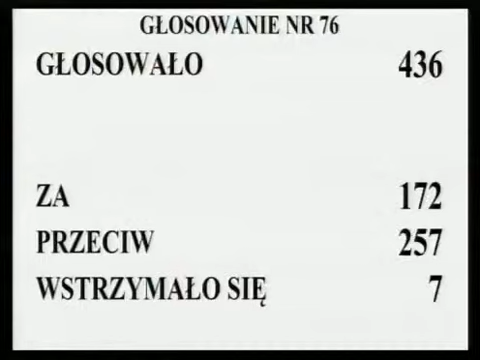 GŁOSOWANIE NR 76
GŁOSOWAŁO 436
ZA 172
PRZECIW 257
WSTRZYMAŁO SIĘ 7